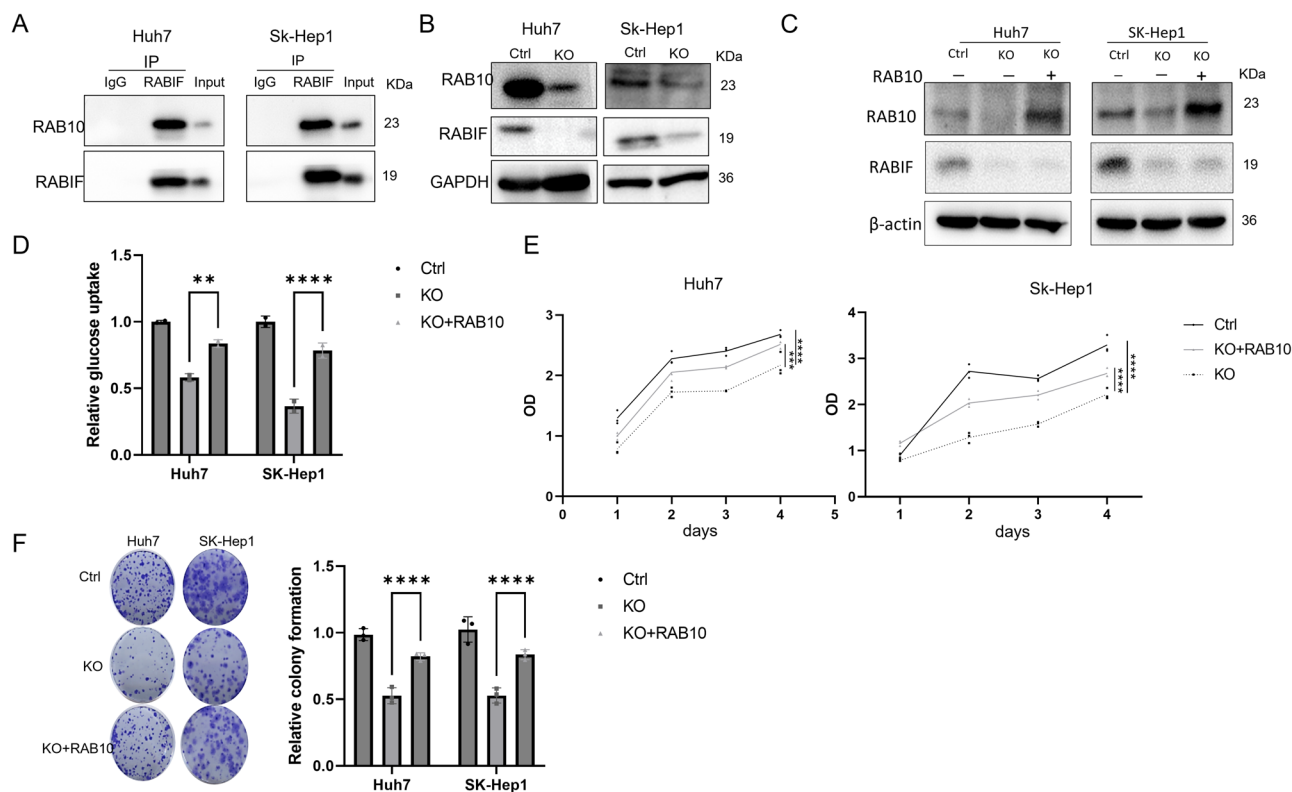 A
Huh7
Sk-Hep1
IP
IP
IgG RABIF Input
IgG RABIF Input
KDa
RAB10
23
RABIF
19
B
Huh7
Sk-Hep1
Ctrl KO
Ctrl KO
KDa
RAB10
23
RABIF
19
GAPDH
36
C
Huh7
SK-Hep1
Ctrl KO KO
Ctrl KO KO
RAB10 − − +
− − +
KDa
RAB10
23
RABIF
19
β-actin
36
D
Relative glucose uptake
1.5
1.0
0.5
0.0
**
****
Huh7
SK-Hep1
Ctrl
KO
KO+RAB10
E
Huh7
OD
3
2
1
0
0 1 2 3 4 5
days
***
****
Sk-Hep1
OD
4
3
2
1
0
1 2 3 4
days
****
****
Ctrl
KO+RAB10
KO
F
Huh7
SK-Hep1
Ctrl
KO
KO+RAB10
Relative colony formation
1.5
1.0
0.5
0.0
****
****
Huh7
SK-Hep1
Ctrl
KO
KO+RAB10